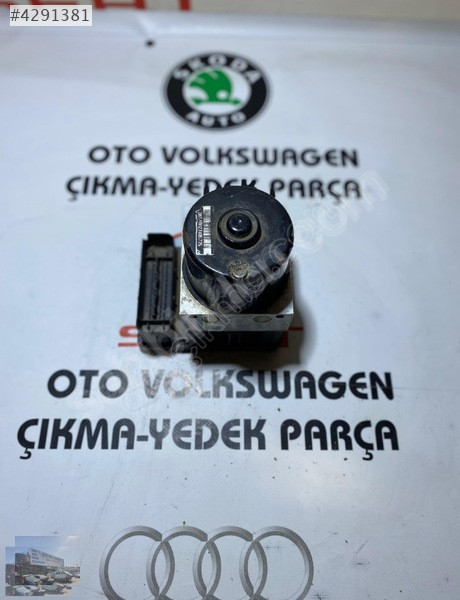 #4291381
SKODA
AUTO
OTO VOLKSWAGEN
ÇIKMA-YEDEK PARÇA
OTO VOLKSWAGEN
ÇIKMA-YEDEK PARÇA